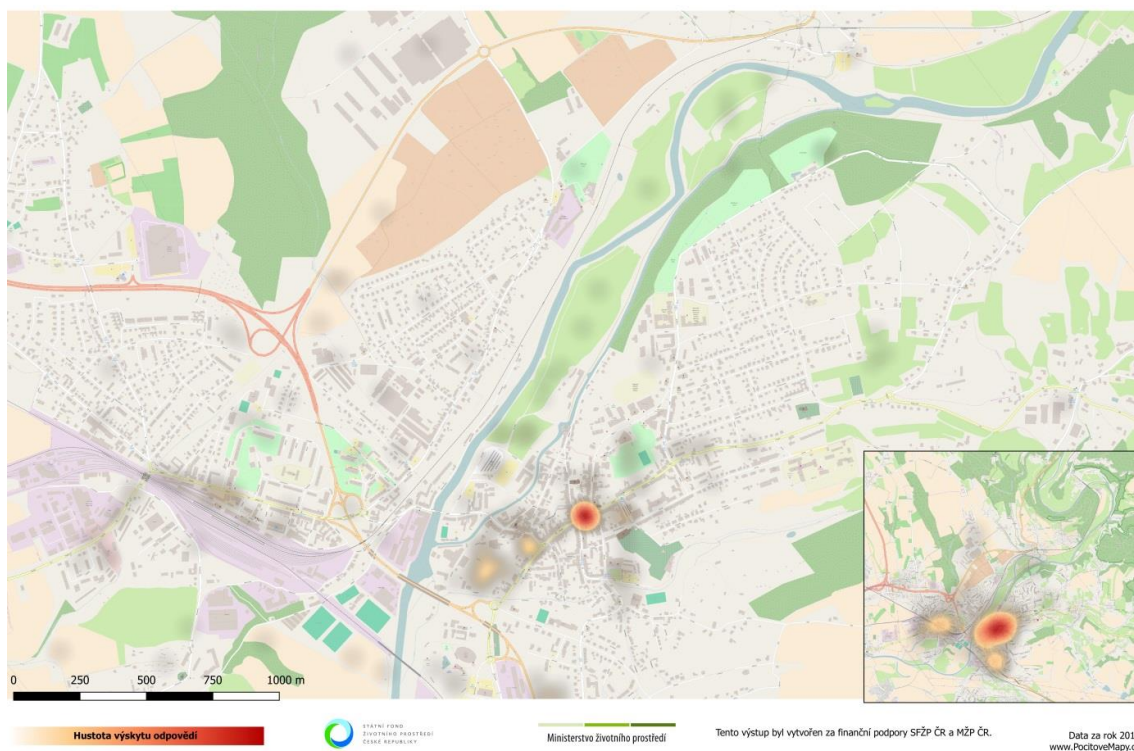 0 250 500 750 1000 m
Hustota výskytu odpovědí
STÁTNÍ FOND
ŽIVOTNÍHO PROSTŘEDÍ
ČESKÉ REPUBLIKY
Ministerstvo životního prostředí
Tento výstup byl vytvořen za finanční podpory SFŽP ČR a MŽP ČR.
Data za rok 201
www.PocitoveMapy